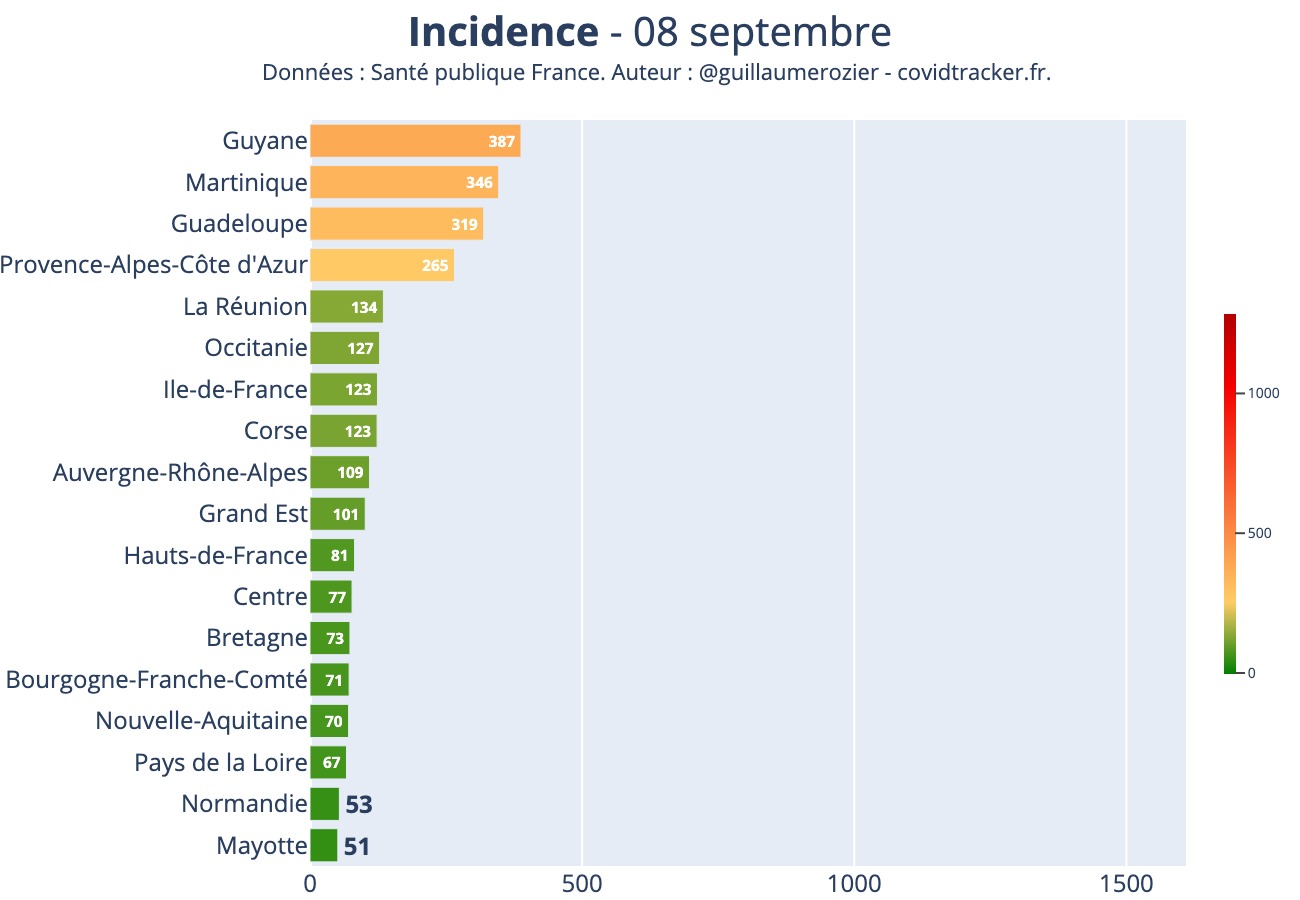 Incidence - 08 septembre
Données : Santé publique France. Auteur : @guillaumerozier - covidtracker.fr.
Guyane 387
Martinique 346
Guadeloupe 319
Provence-Alpes-Côte d'Azur 265
La Réunion 134
Occitanie 127
Ile-de-France 123
Corse 123
Auvergne-Rhône-Alpes 109
Grand Est 101
Hauts-de-France 81
Centre 77
Bretagne 73
Bourgogne-Franche-Comté 71
Nouvelle-Aquitaine 70
Pays de la Loire 67
Normandie 53
Mayotte 51
0 500 1000 1500
1000
500
0